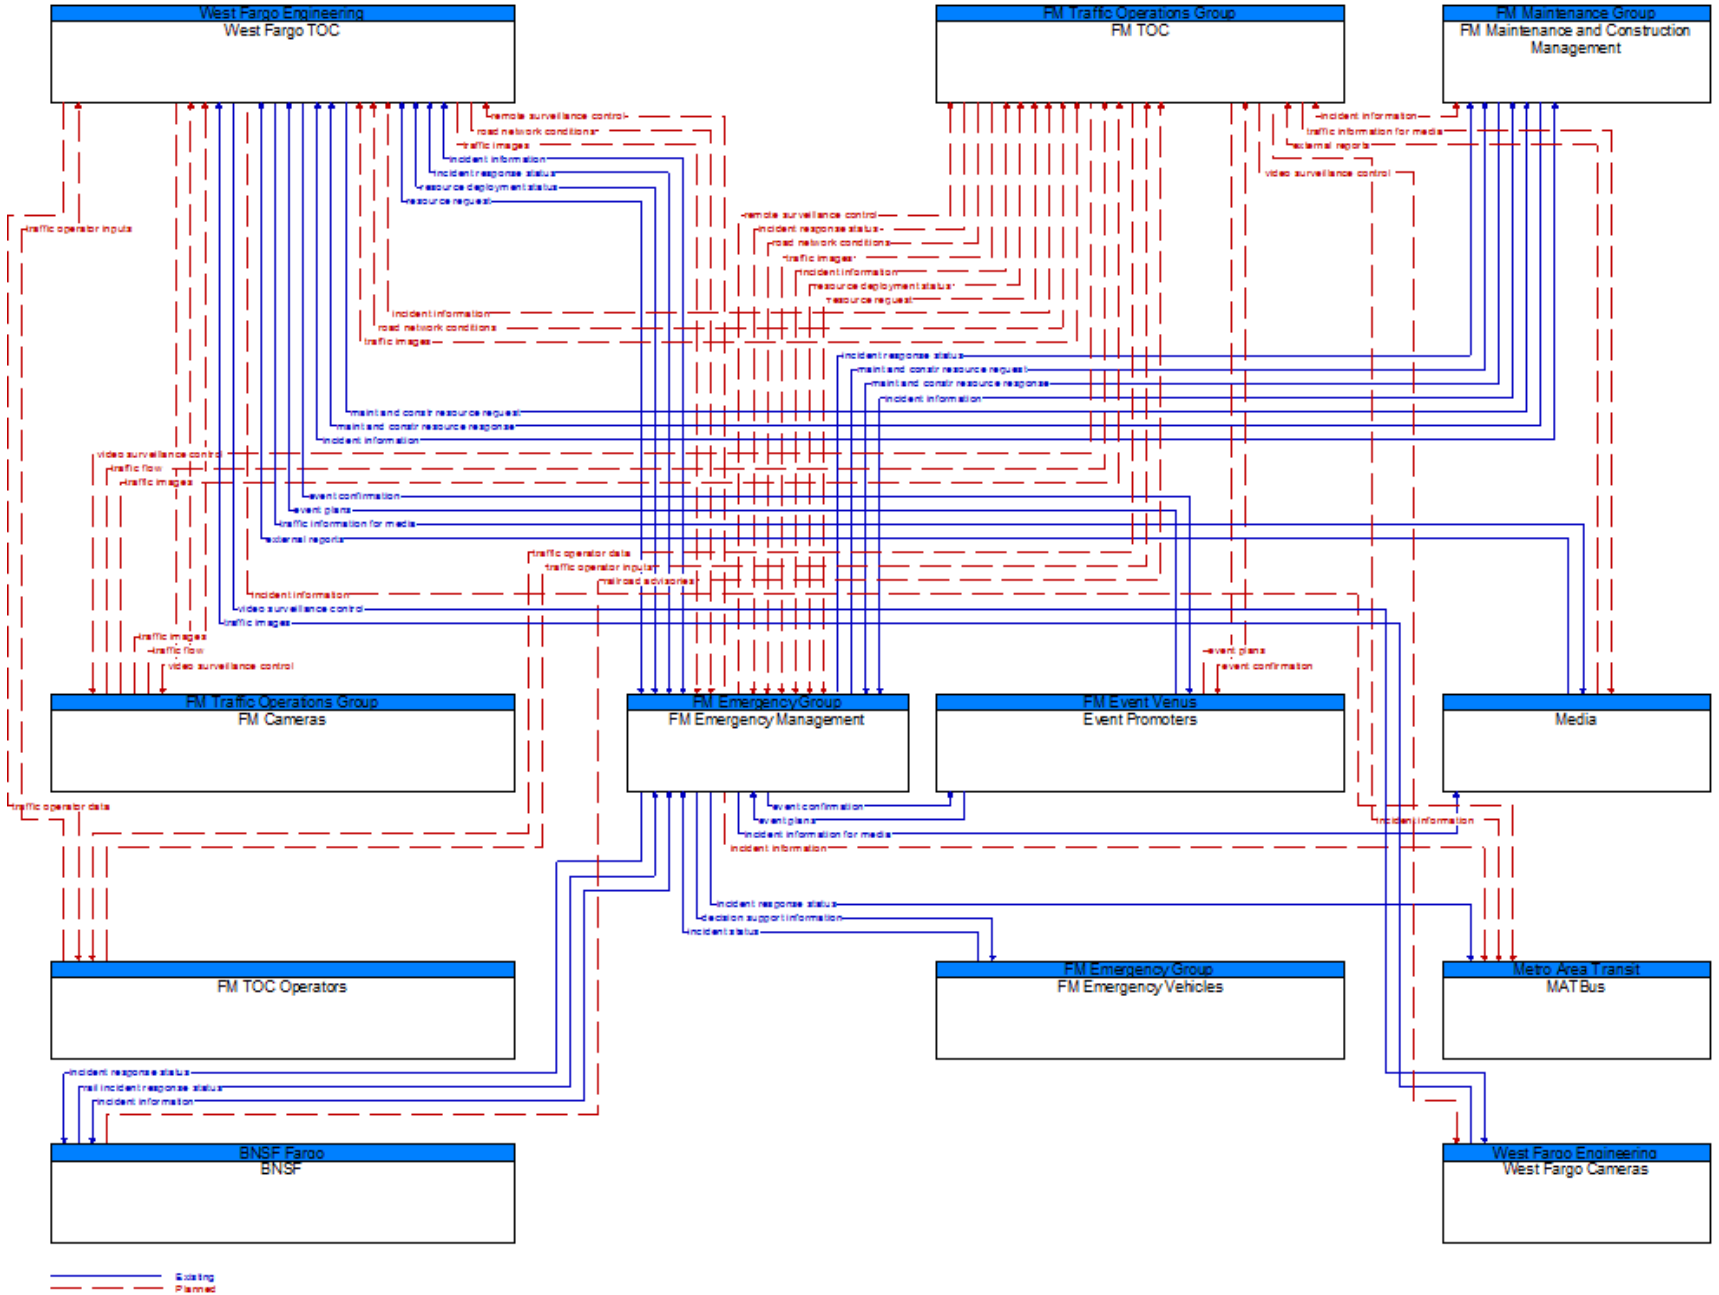 West Fargo Engineering
West Fargo TOC
FM Traffic Operations Group
FM TOC
FM Maintenance Group
FM Maintenance and Construction
Management
remote surveillance control
road network conditions
traffic images
incident information
incident response status
resource deployment status
resource request
incident information
traffic information for media
external reports
video surveillance control
traffic operator inputs
remote surveillance control
incident response status
road network conditions
traffic images
incident information
resource deployment status
resource request
incident information
road network conditions
traffic images
incident response status
maint and constr resource request
maint and constr resource response
incident information
maint and constr resource request
maint and constr resource response
incident information
video surveillance control
traffic flow
traffic images
event confirmation
event plans
traffic information for media
external reports
traffic operator data
traffic operator inputs
railroad advisories
incident information
video surveillance control
traffic images
traffic images
traffic flow
video surveillance control
event plans
event confirmation
FM Traffic Operations Group
FM Cameras
FM Emergency Group
FM Emergency Management
FM Event Venus
Event Promoters
Media
traffic operator data
event confirmation
event plans
incident information for media
incident information
incident information
incident response status
decision support information
incident status
FM TOC Operators
FM Emergency Group
FM Emergency Vehicles
Metro Area Transit
MATBus
incident response status
rail incident response status
incident information
BNSF Fargo
BNSF
West Fargo Engineering
West Fargo Cameras
Existing
Planned